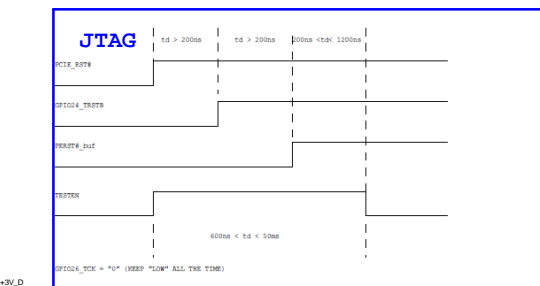 JTAG
td > 200ns
td > 200ns
200ns <td< 1200ns
PCIE_RST#
GPIO24_TRSTB
PERST#_buf
TESTEN
600ns < td < 50ms
GPIO26_TCK = "0" (KEEP "LOW" ALL THE TIME)
+3V_D